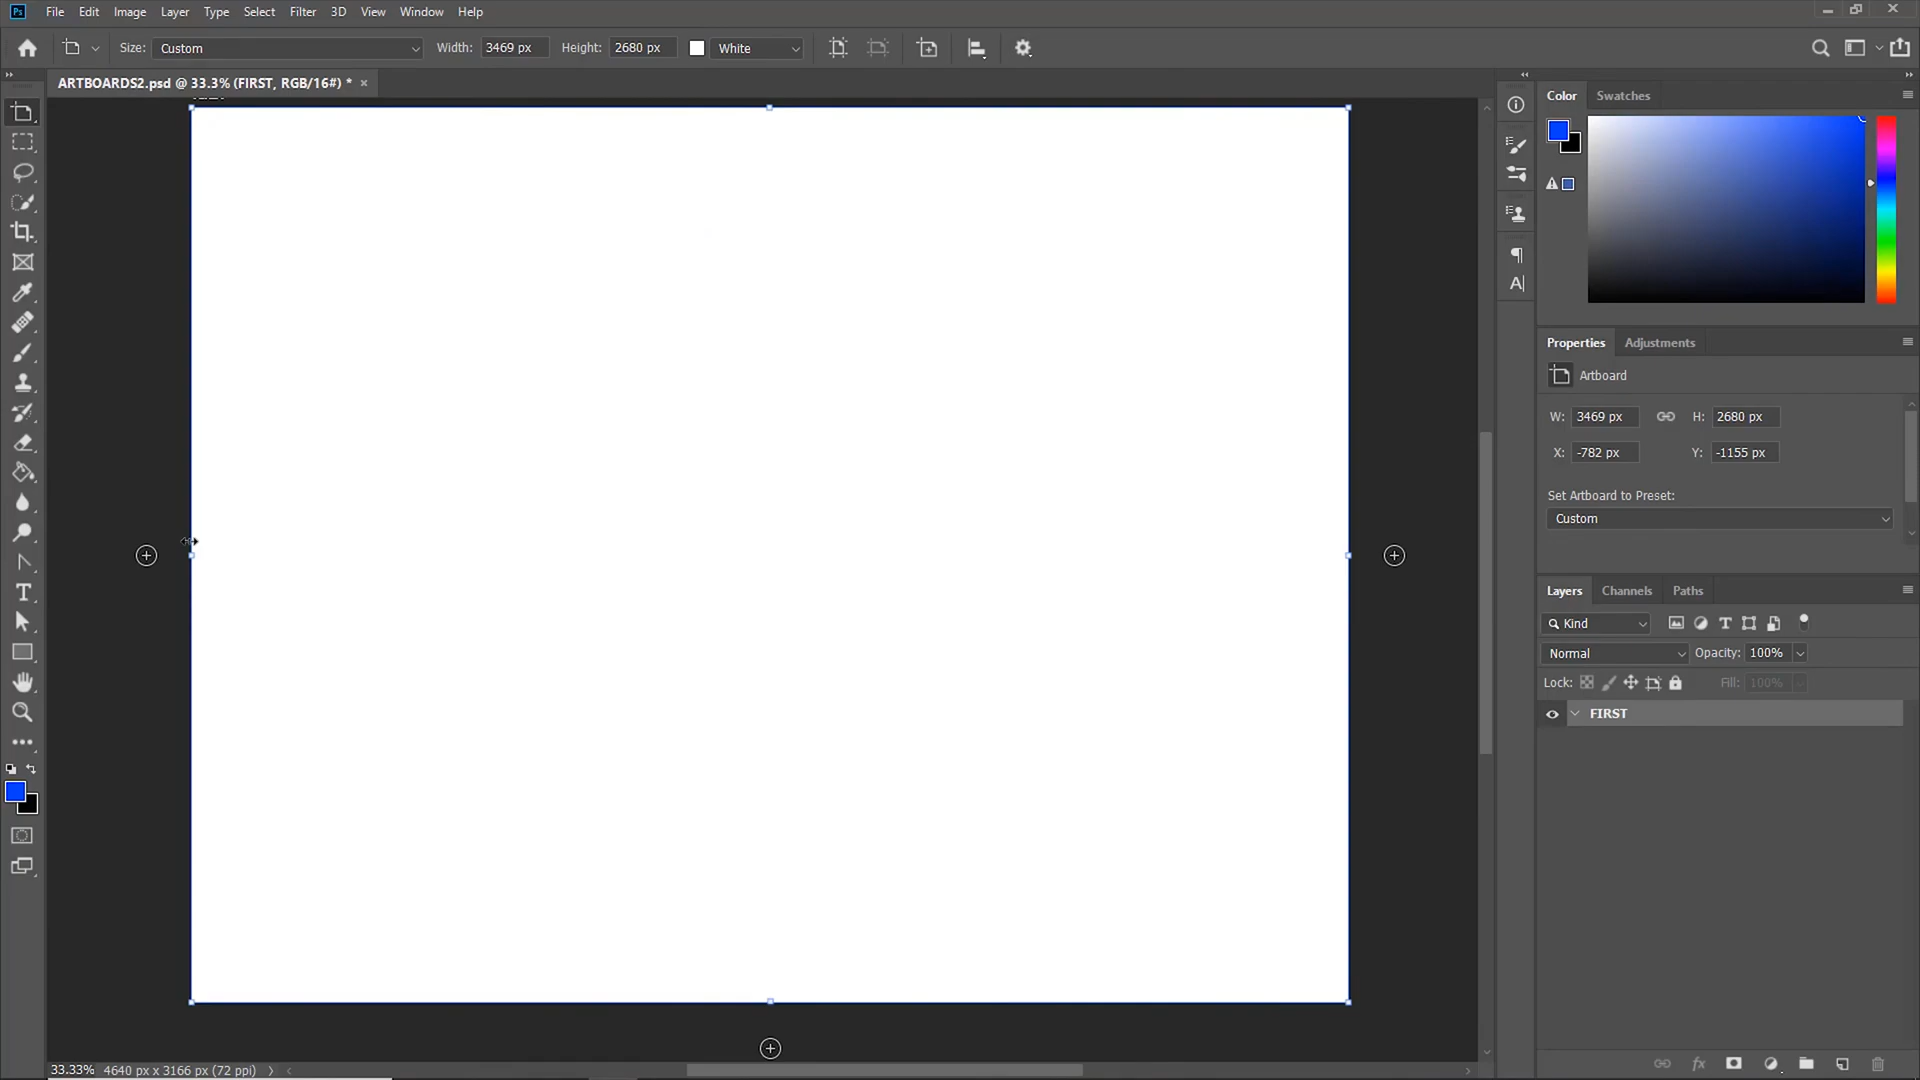 Ps File Edit Image Layer Type Select Filter 3D View Window Help
Size: Custom Width: 3469 px Height: 2680 px White
ARTBOARDS2.psd @ 33.3% (FIRST, RGB/16#) * ×
Color Swatches
Properties Adjustments
Artboard
W: 3469 px H: 2680 px
X: -782 px Y: -1155 px
Set Artboard to Preset:
Custom
Layers Channels Paths
Kind
Normal Opacity: 100%
Lock: Fill: 100%
FIRST
33.33% 4640 px x 3166 px (72 ppi)